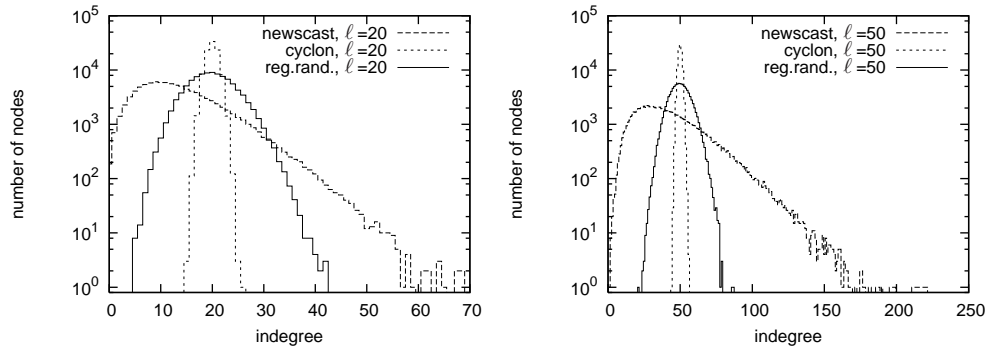 newscast, ℓ=20
cyclon, ℓ=20
reg.rand., ℓ=20
number of nodes
10^5
10^4
10^3
10^2
10^1
10^0
0 10 20 30 40 50 60 70
indegree
newscast, ℓ=50
cyclon, ℓ=50
reg.rand., ℓ=50
number of nodes
10^5
10^4
10^3
10^2
10^1
10^0
0 50 100 150 200 250
indegree